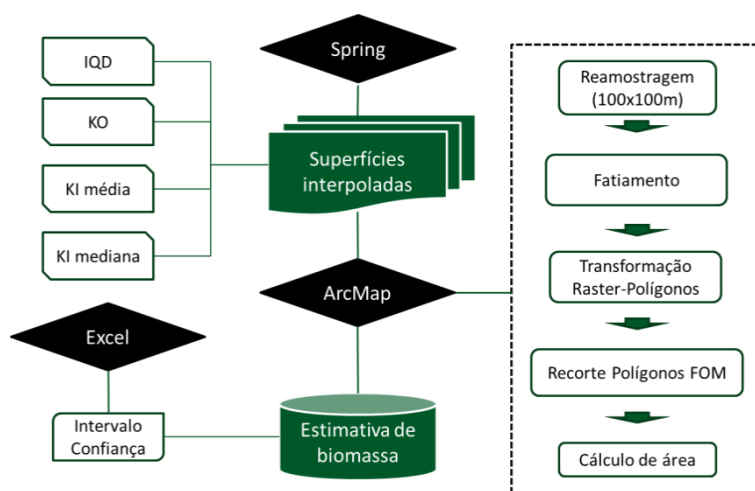 IQD
KO
KI média
KI mediana
Spring
Superfícies
interpoladas
ArcMap
Excel
Intervalo
Confiança
Estimativa de
biomassa
Reamostragem
(100x100m)
Fatiamento
Transformação
Raster-Polígonos
Recorte Polígonos FOM
Cálculo de área